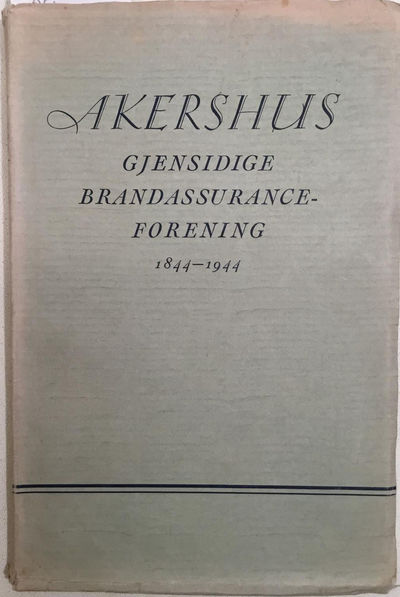 AKERSHUS
GJENSIDIGE
BRANDASSURANCE-
FORENING
1844—1944